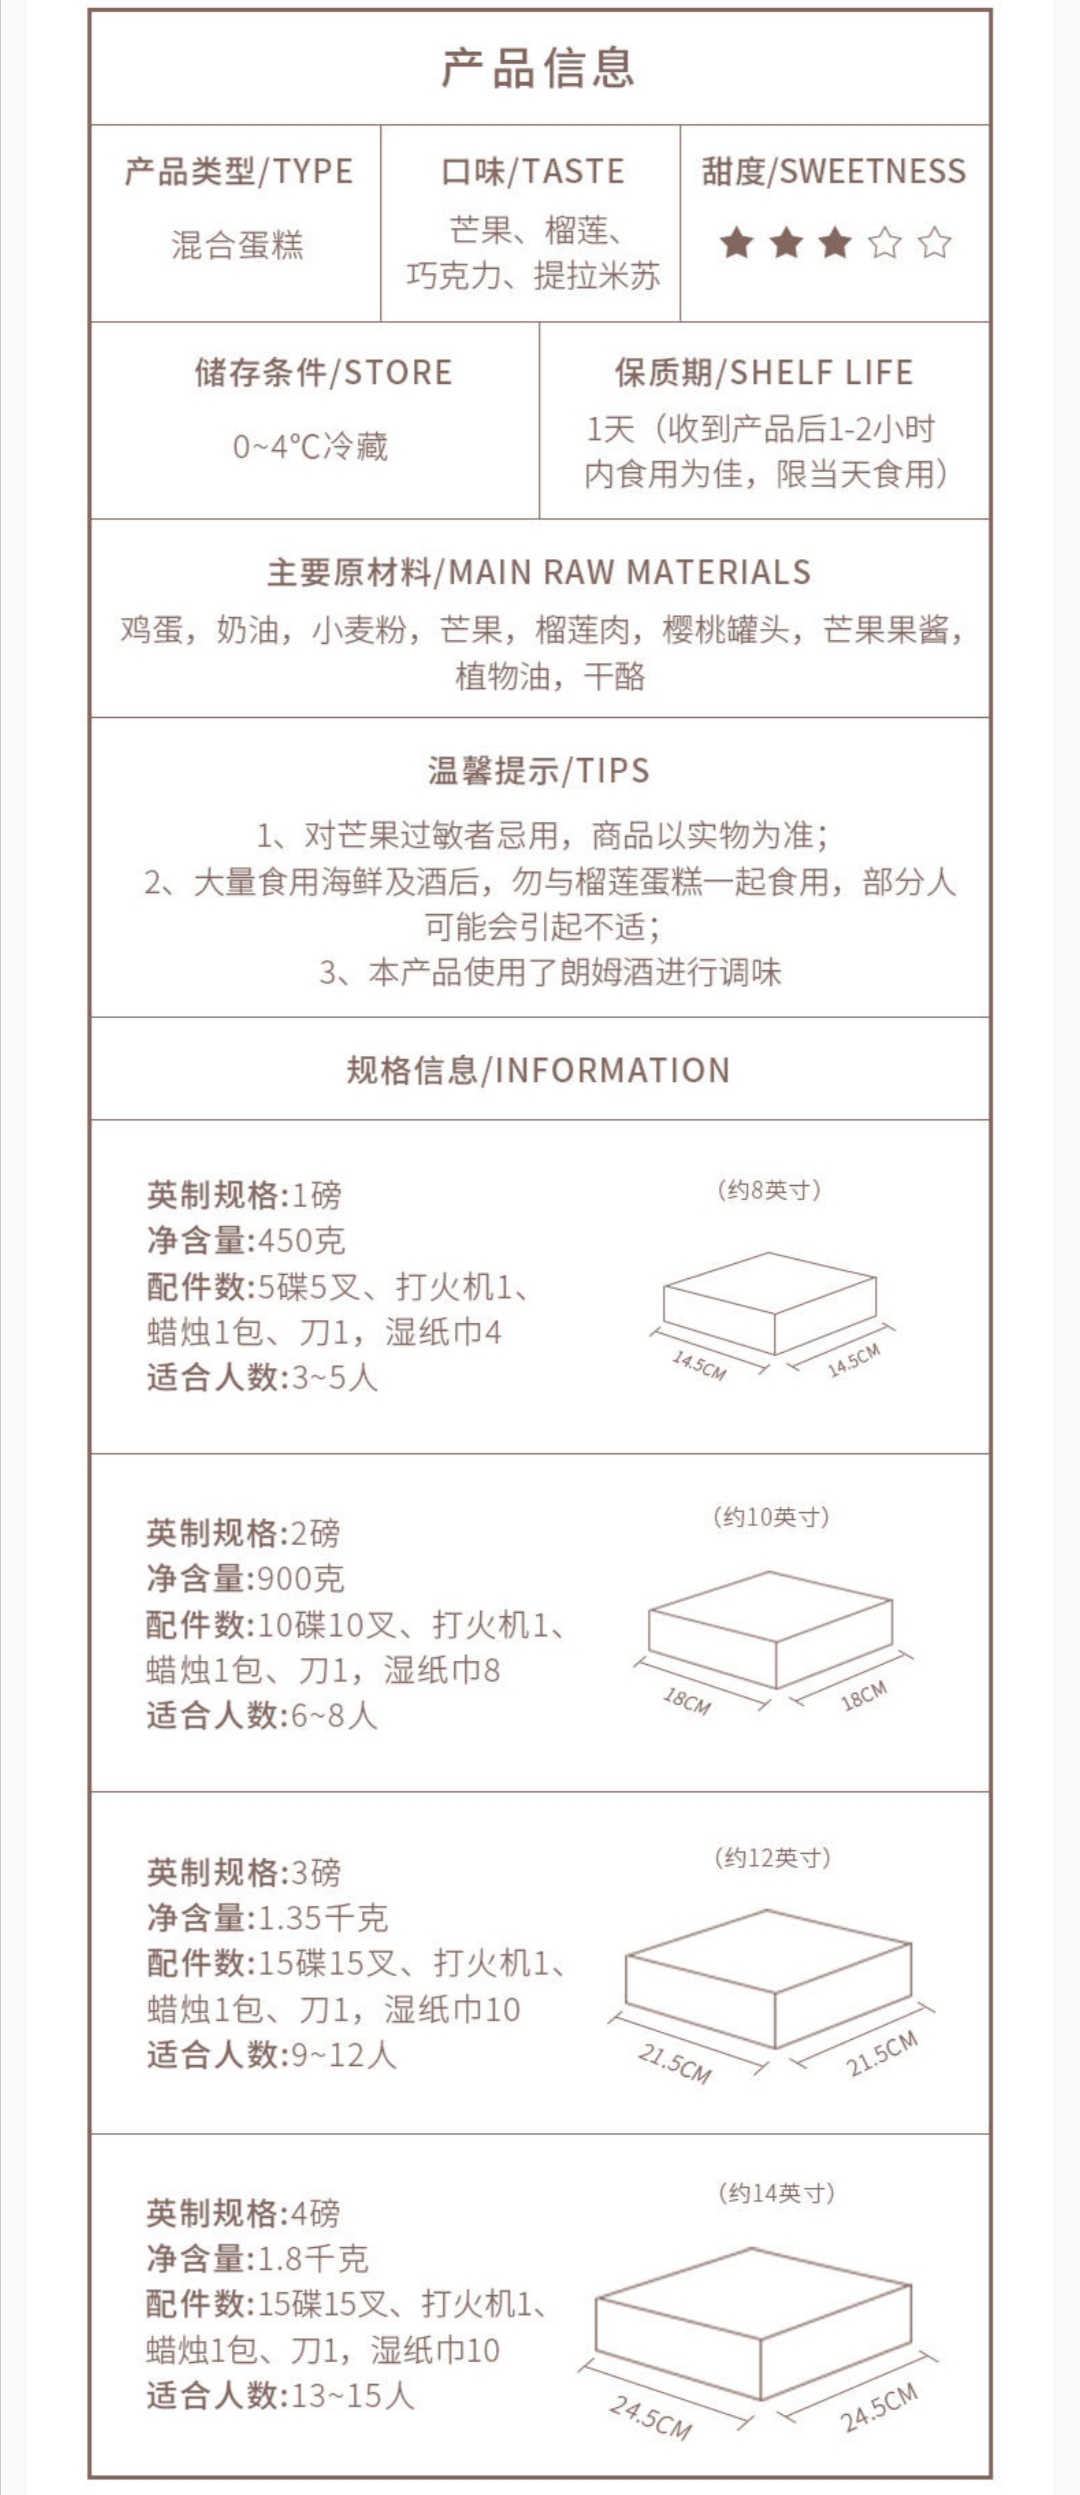 产品信息
产品类型/TYPE
混合蛋糕
口味/TASTE
芒果、榴莲、
巧克力、提拉米苏
甜度/SWEETNESS
★★★☆☆
储存条件/STORE
0~4℃冷藏
保质期/SHELF LIFE
1天（收到产品后1-2小时
内食用为佳，限当天食用）
主要原材料/MAIN RAW MATERIALS
鸡蛋，奶油，小麦粉，芒果，榴莲肉，樱桃罐头，芒果果酱，
植物油，干酪
温馨提示/TIPS
1、对芒果过敏者忌用，商品以实物为准；
2、大量食用海鲜及酒后，勿与榴莲蛋糕一起食用，部分人
可能会引起不适；
3、本产品使用了朗姆酒进行调味
规格信息/INFORMATION
英制规格:1磅
净含量:450克
配件数:5碟5叉、打火机1、
蜡烛1包、刀1，湿纸巾4
适合人数:3~5人
（约8英寸）
14.5CM
14.5CM
英制规格:2磅
净含量:900克
配件数:10碟10叉、打火机1、
蜡烛1包、刀1，湿纸巾8
适合人数:6~8人
（约10英寸）
18CM
18CM
英制规格:3磅
净含量:1.35千克
配件数:15碟15叉、打火机1、
蜡烛1包、刀1，湿纸巾10
适合人数:9~12人
（约12英寸）
21.5CM
21.5CM
英制规格:4磅
净含量:1.8千克
配件数:15碟15叉、打火机1、
蜡烛1包、刀1，湿纸巾10
适合人数:13~15人
（约14英寸）
24.5CM
24.5CM